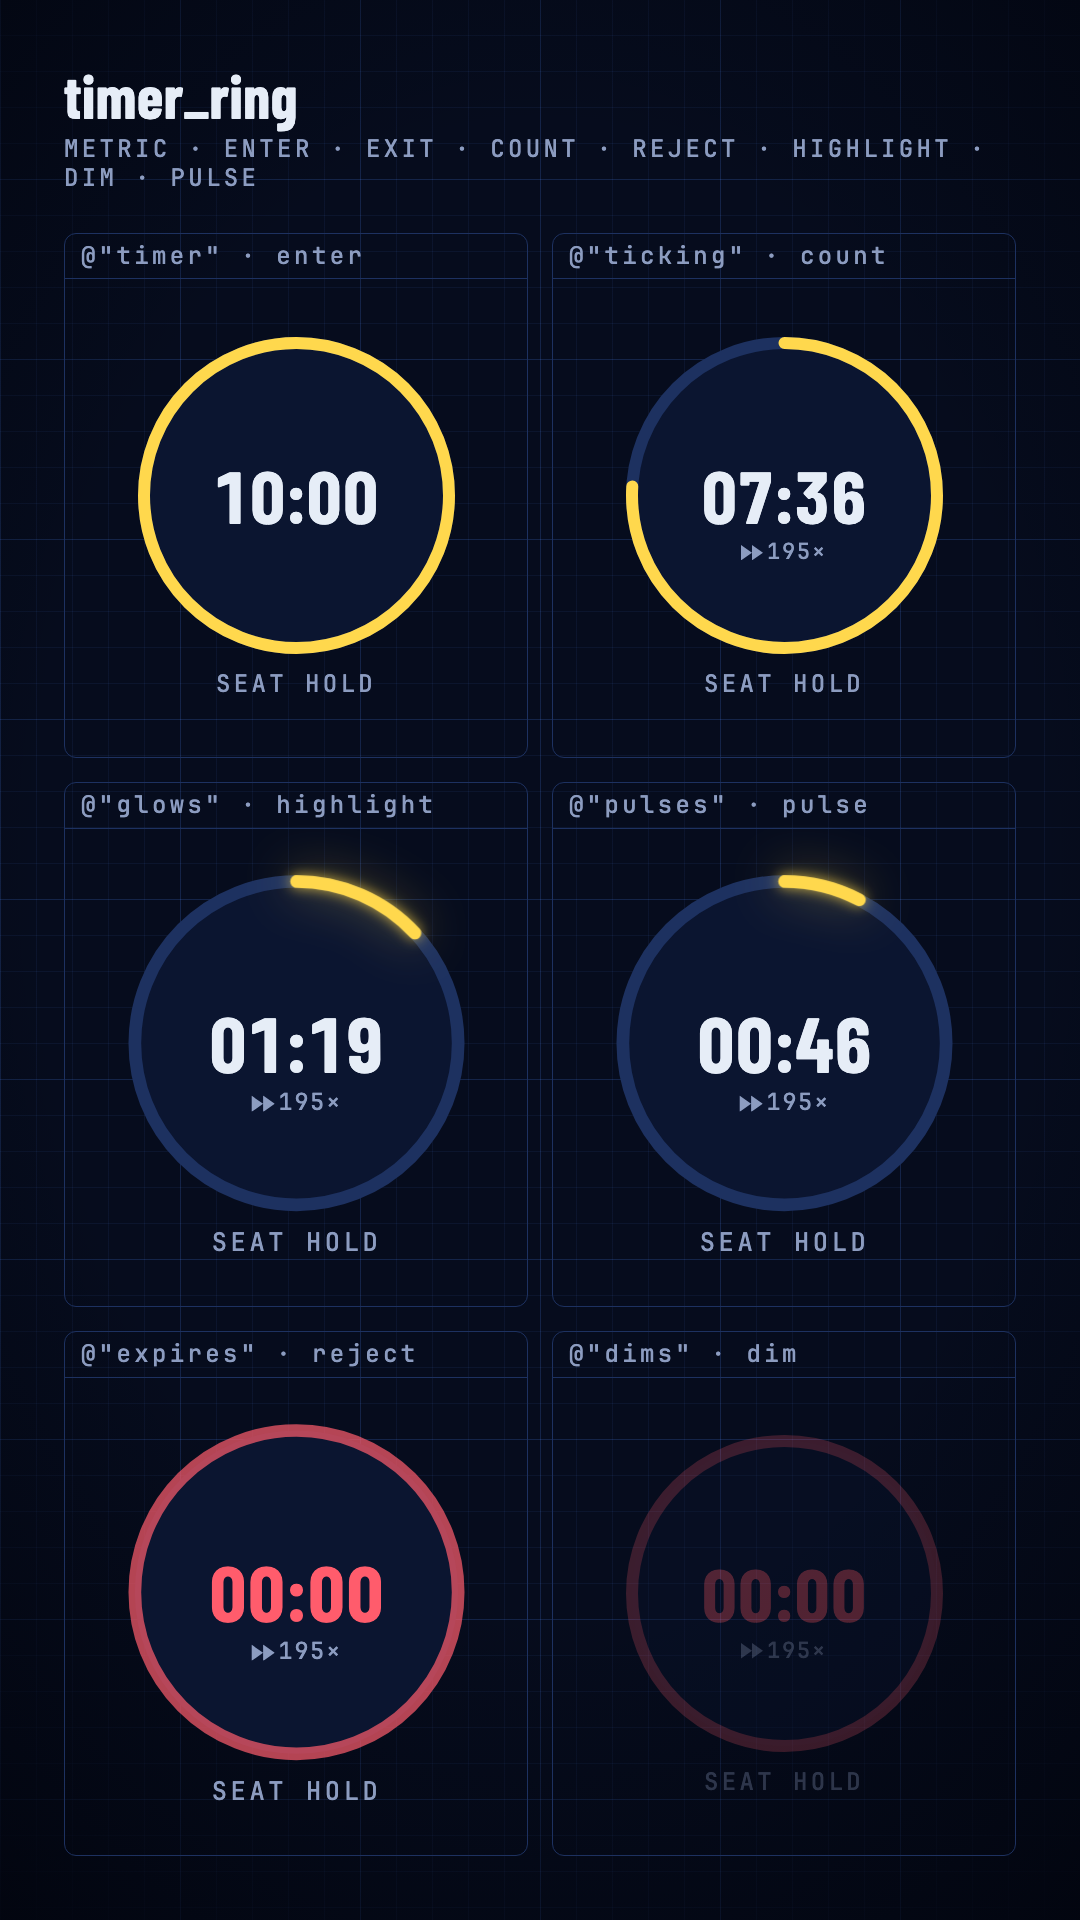 timer_ring
METRIC · ENTER · EXIT · COUNT · REJECT · HIGHLIGHT ·
DIM · PULSE
@"timer" · enter
10:00
SEAT HOLD
@"ticking" · count
07:36
195×
SEAT HOLD
@"glows" · highlight
01:19
195×
SEAT HOLD
@"pulses" · pulse
00:46
195×
SEAT HOLD
@"expires" · reject
00:00
195×
SEAT HOLD
@"dims" · dim
00:00
195×
SEAT HOLD